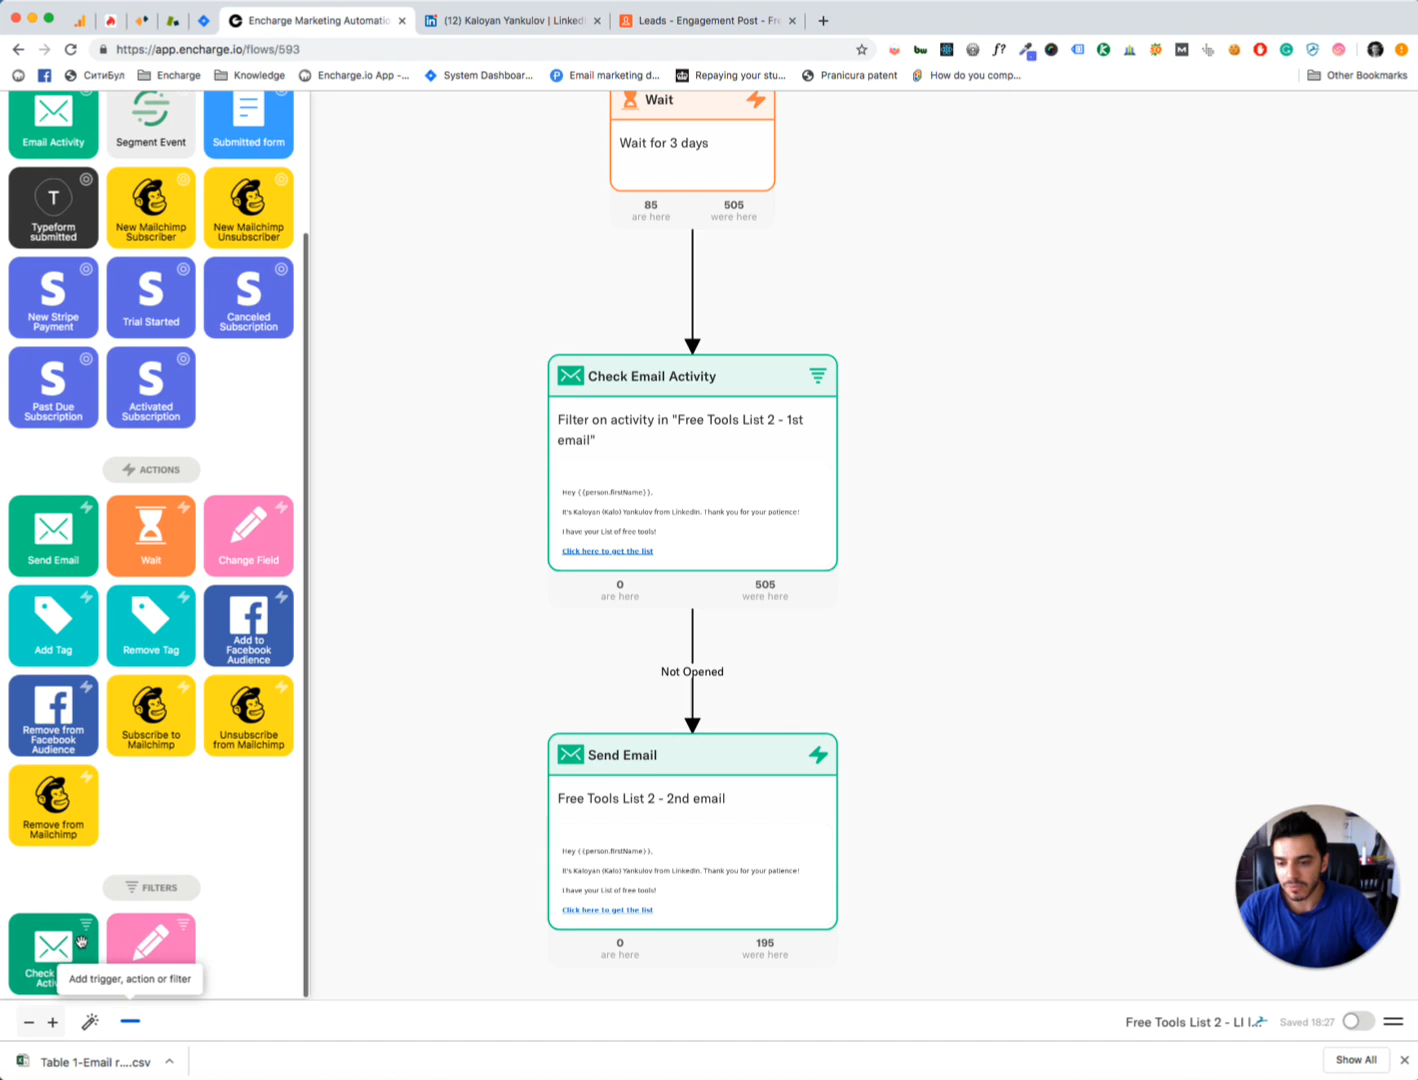 Encharge Marketing Automatio
(12) Kaloyan Yankulov | Linked
Leads - Engagement Post - Fr
https://app.encharge.io/flows/593
СитиБул
Encharge
Knowledge
Encharge.io App -...
System Dashboar...
Email marketing d...
Repaying your stu...
Pranicura patent
How do you comp...
Other Bookmarks
Email Activity
Segment Event
Submitted form
T
Typeform
submitted
New Mailchimp
Subscriber
New Mailchimp
Unsubscriber
S
New Stripe
Payment
S
Trial Started
S
Canceled
Subscription
S
Past Due
Subscription
S
Activated
Subscription
ACTIONS
Send Email
Wait
Change Field
Add Tag
Remove Tag
Add to
Facebook
Audience
Remove from
Facebook
Audience
Subscribe to
Mailchimp
Unsubscribe
from Mailchimp
Remove from
Mailchimp
FILTERS
Check
Acti
Add trigger, action or filter
Wait
Wait for 3 days
85
are here
505
were here
Check Email Activity
Filter on activity in "Free Tools List 2 - 1st
email"
Hey {{person.firstName}},
It's Kaloyan (Kalo) Yankulov from LinkedIn. Thank you for your patience!
I have your List of free tools!
Click here to get the list
0
are here
505
were here
Not Opened
Send Email
Free Tools List 2 - 2nd email
Hey {{person.firstName}},
It's Kaloyan (Kalo) Yankulov from LinkedIn. Thank you for your patience!
I have your List of free tools!
Click here to get the list
0
are here
195
were here
Free Tools List 2 - LI l..
Saved 18:27
Table 1-Email r....csv
Show All